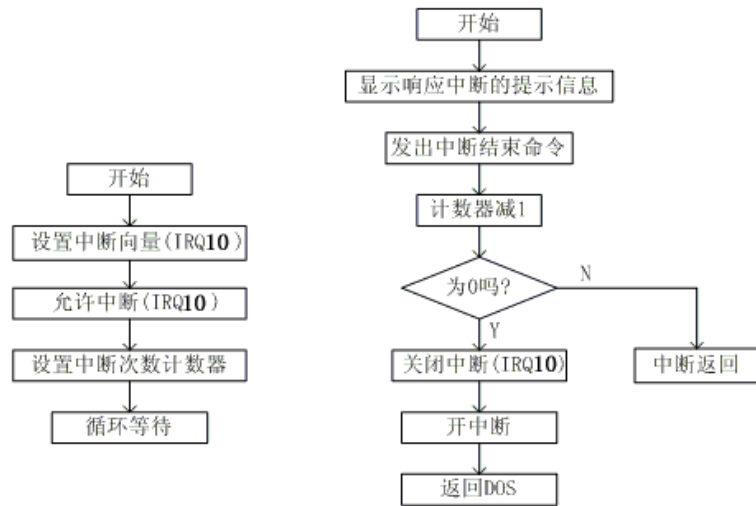 开始
设置中断向量(IRQ10)
允许中断(IRQ10)
设置中断次数计数器
循环等待
开始
显示响应中断的提示信息
发出中断结束命令
计数器减1
为0吗?
N
Y
关闭中断(IRQ10)
中断返回
开中断
返回DOS